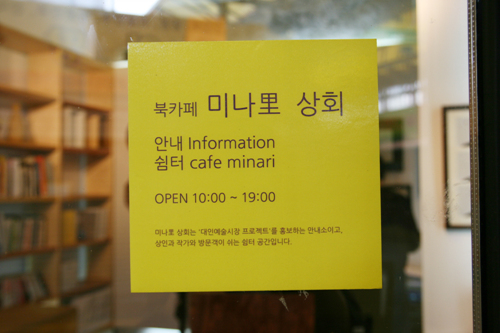 북카페 미나里 상회
안내 Information
쉼터 cafe minari
OPEN 10:00 ~ 19:00
미나里 상회는 '대인예술시장 프로젝트'를 홍보하는 안내소이고,
상인과 작가와 방문객이 쉬는 쉼터 공간입니다.